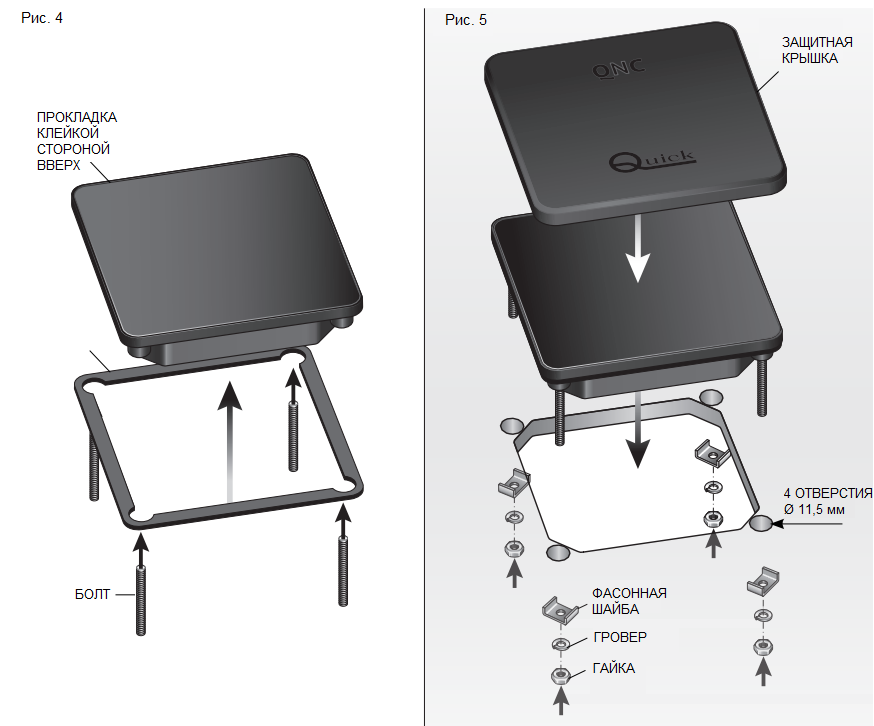 Рис. 4
ПРОКЛАДКА
КЛЕЙКОЙ
СТОРОНОЙ
ВВЕРХ
БОЛТ
Рис. 5
ЗАЩИТНАЯ
КРЫШКА
QNC
Quick
4 ОТВЕРСТИЯ
Ø 11,5 мм
ФАСОННАЯ
ШАЙБА
ГРОВЕР
ГАЙКА